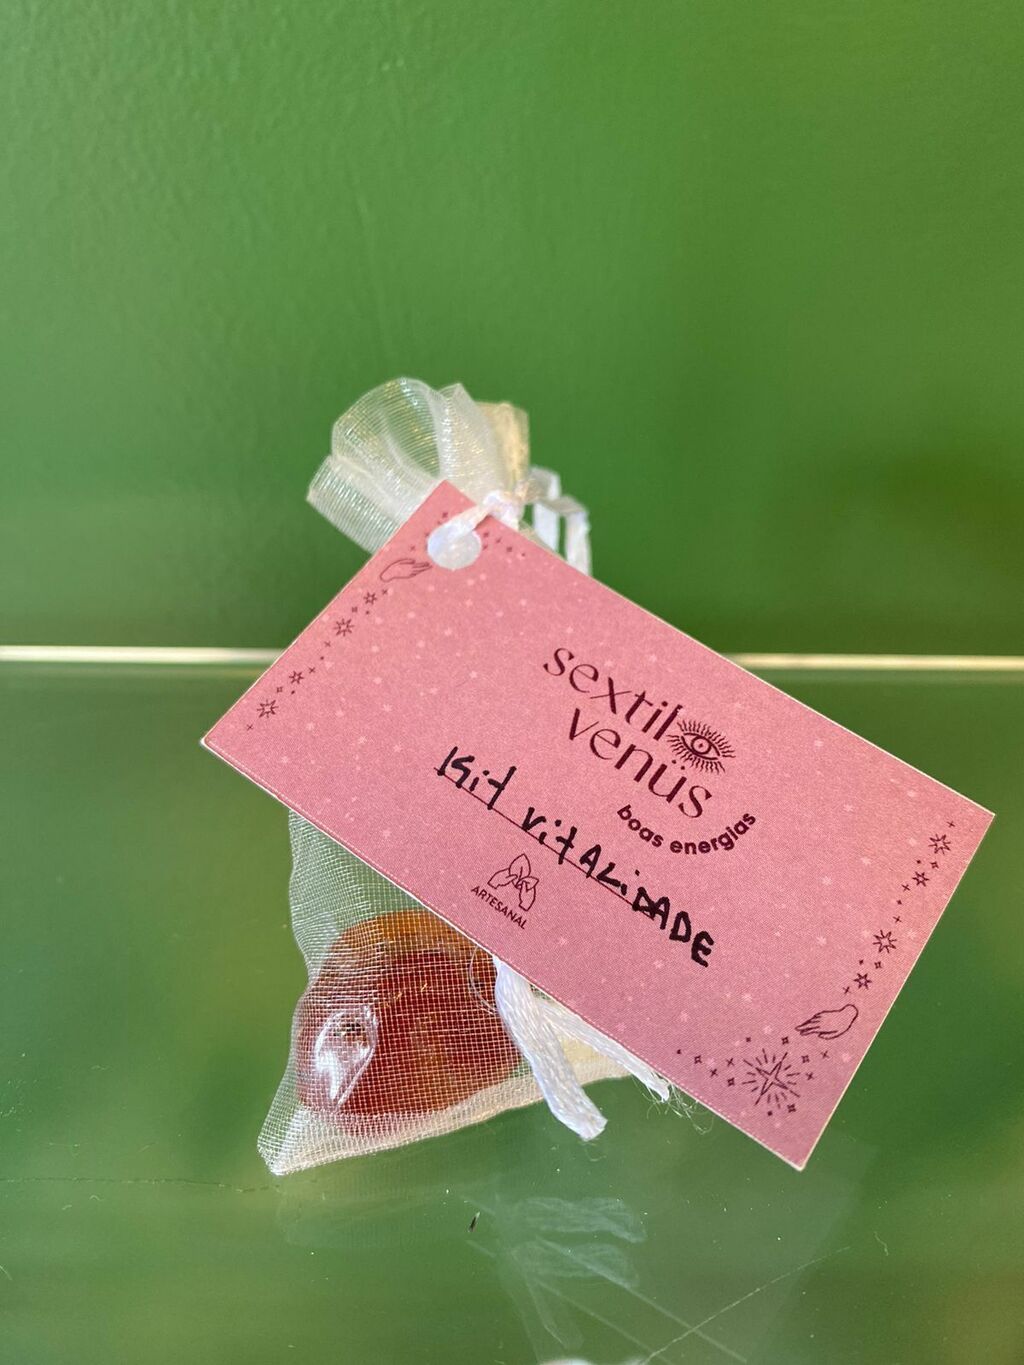 sextil
venüs
boas energias
Kit vitALiDADE
ARTESANAL